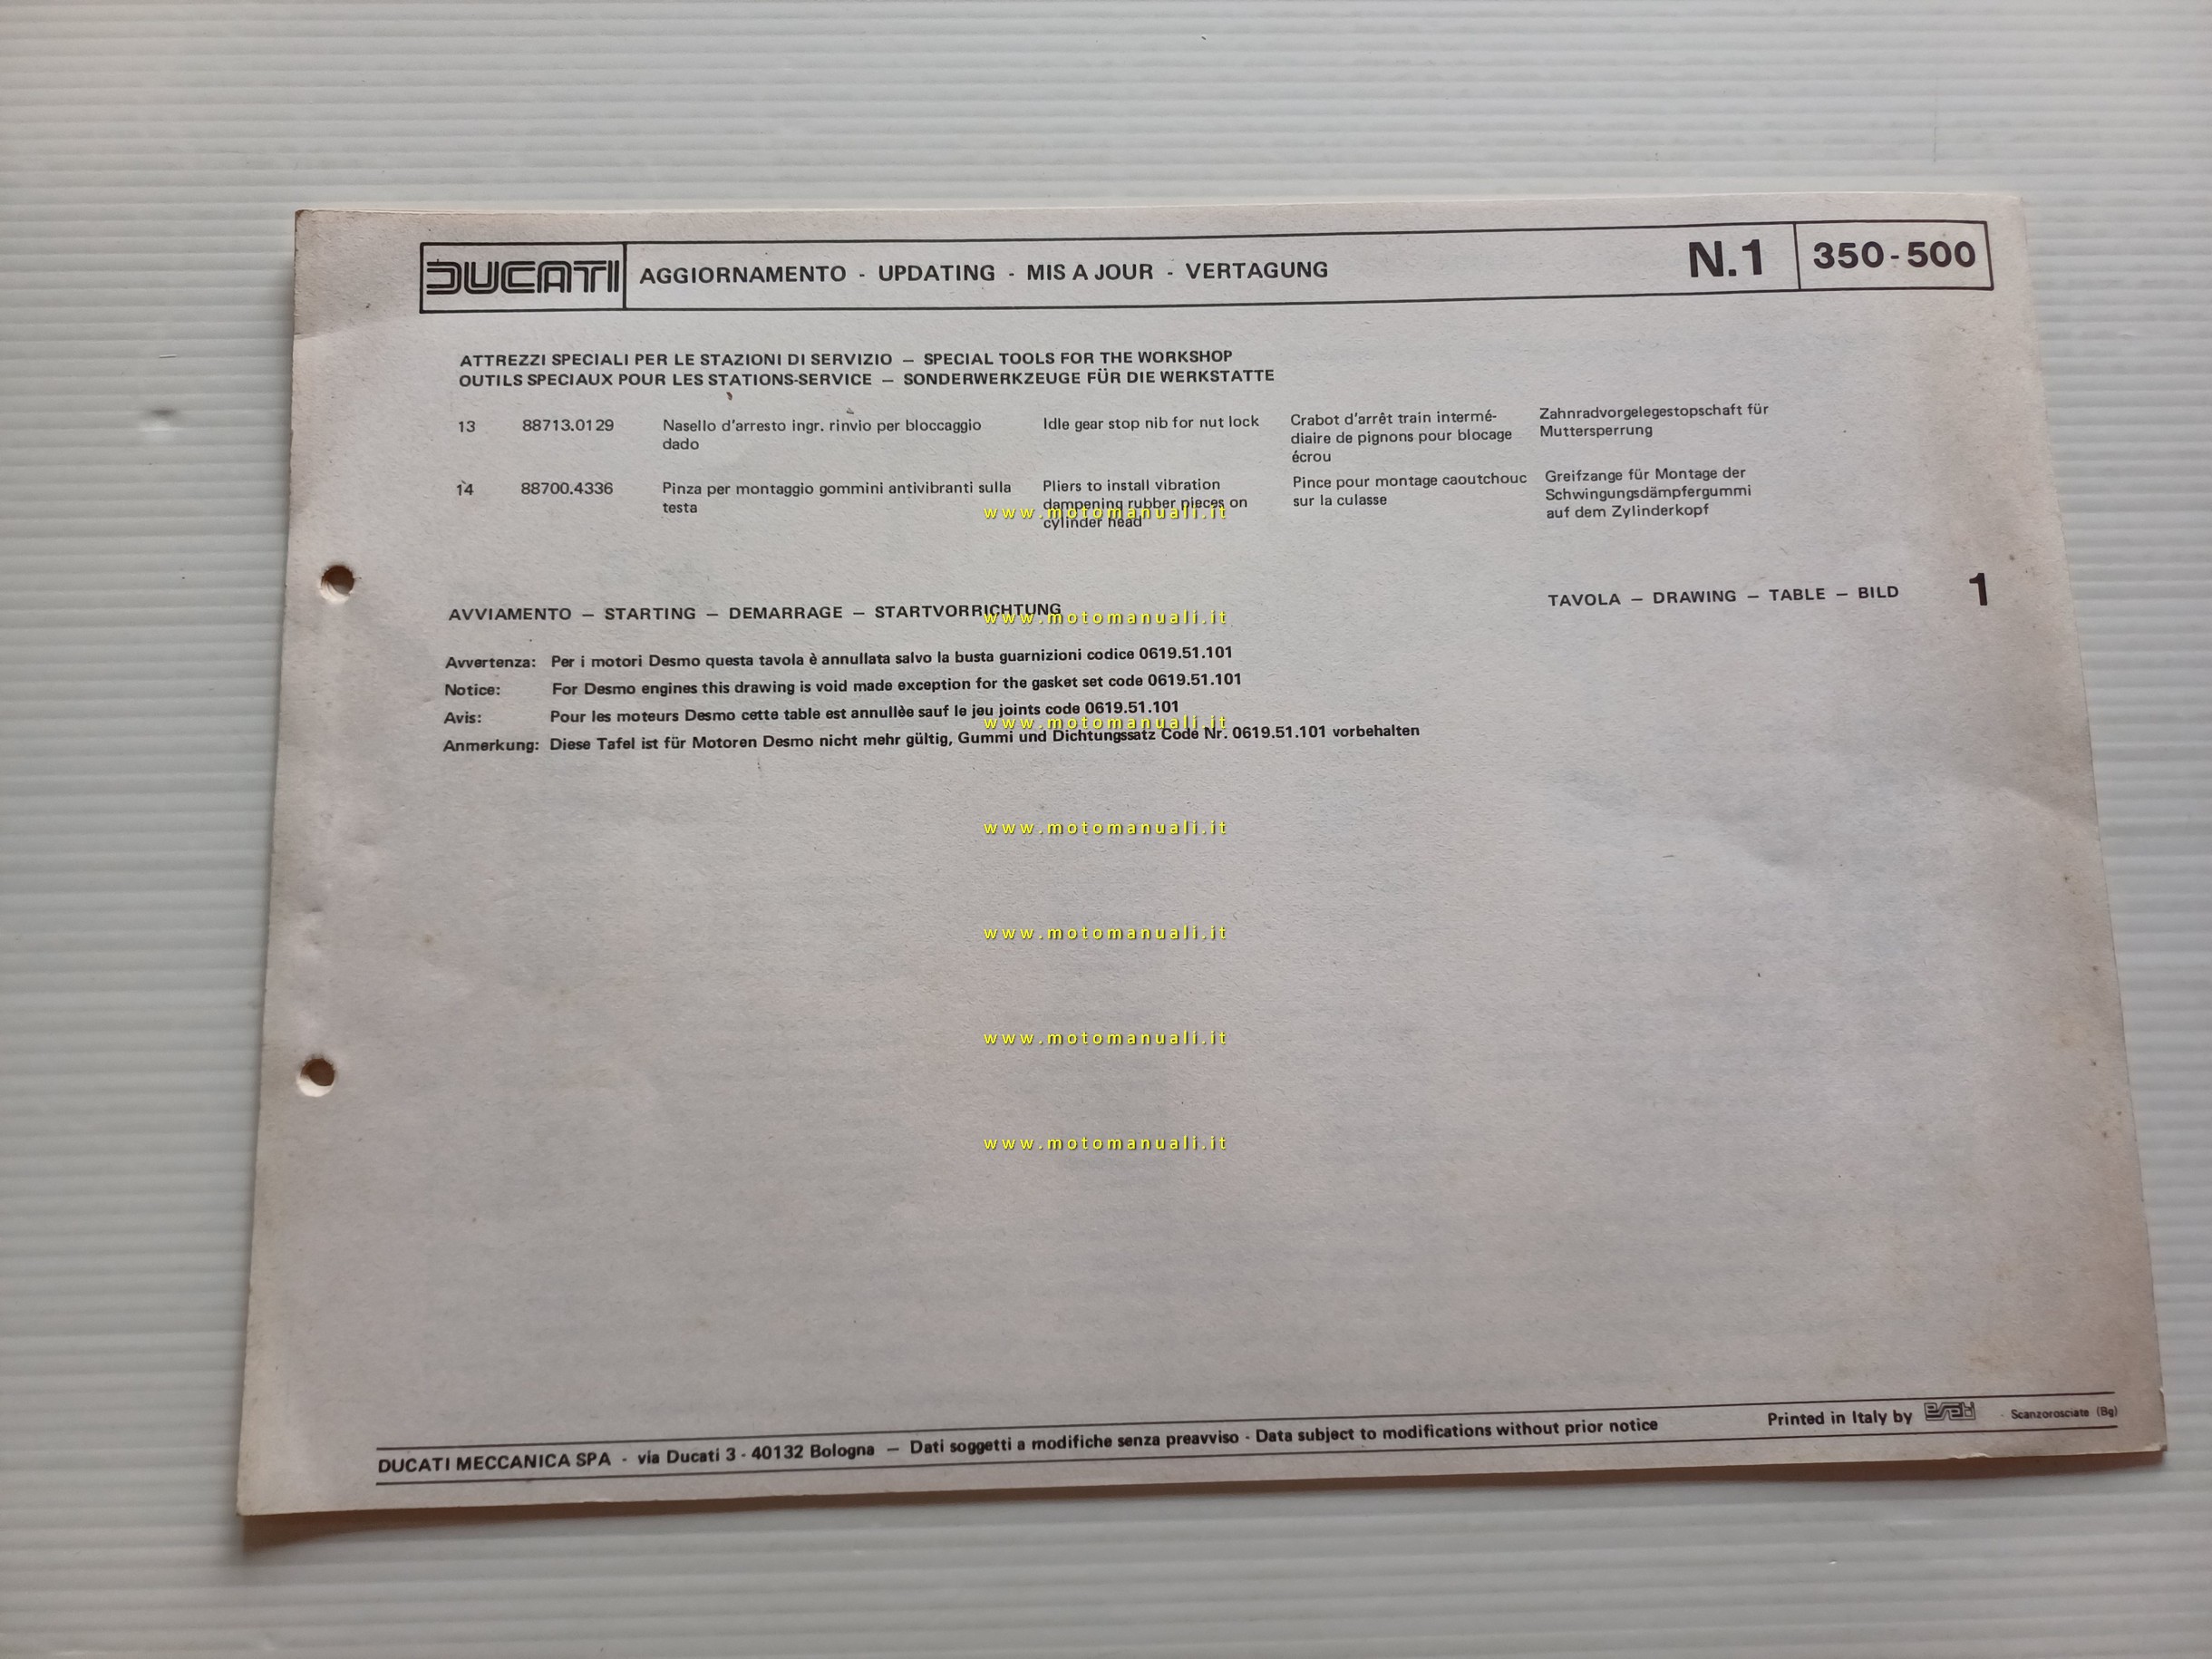 DUCATI AGGIORNAMENTO - UPDATING - MIS A JOUR - VERTAGUNG N.1 350-500
ATTREZZI SPECIALI PER LE STAZIONI DI SERVIZIO – SPECIAL TOOLS FOR THE WORKSHOP
OUTILS SPECIAUX POUR LES STATIONS-SERVICE – SONDERWERKZEUGE FÜR DIE WERKSTATTE
13 88713.0129 Nasello d'arresto ingr. rinvio per bloccaggio
dado
Idle gear stop nib for nut lock
Crabot d'arrêt train intermé-
diaire de pignons pour blocage
écrou
Zahnradvorgelegestopschaft für
Muttersperrung
14 88700.4336 Pinza per montaggio gommini antivibranti sulla
testa
Pliers to install vibration
dampening rubber pieces on
cylinder head
Pince pour montage caoutchouc
sur la culasse
Greifzange für Montage der
Schwingungsdämpfergummi
auf dem Zylinderkopf
www.motomanuali.it
AVVIAMENTO – STARTING – DEMARRAGE – STARTVORRICHTUNG TAVOLA – DRAWING – TABLE – BILD 1
www.motomanuali.it
Avvertenza: Per i motori Desmo questa tavola è annullata salvo la busta guarnizioni codice 0619.51.101
Notice: For Desmo engines this drawing is void made exception for the gasket set code 0619.51.101
Avis: Pour les moteurs Desmo cette table est annullèe sauf le jeu joints code 0619.51.101
www.motomanuali.it
Anmerkung: Diese Tafel ist für Motoren Desmo nicht mehr gültig, Gummi und Dichtungssatz Code Nr. 0619.51.101 vorbehalten
www.motomanuali.it
www.motomanuali.it
www.motomanuali.it
www.motomanuali.it
DUCATI MECCANICA SPA - via Ducati 3 - 40132 Bologna – Dati soggetti a modifiche senza preavviso - Data subject to modifications without prior notice Printed in Italy by - Scanzorosciate (Bg)